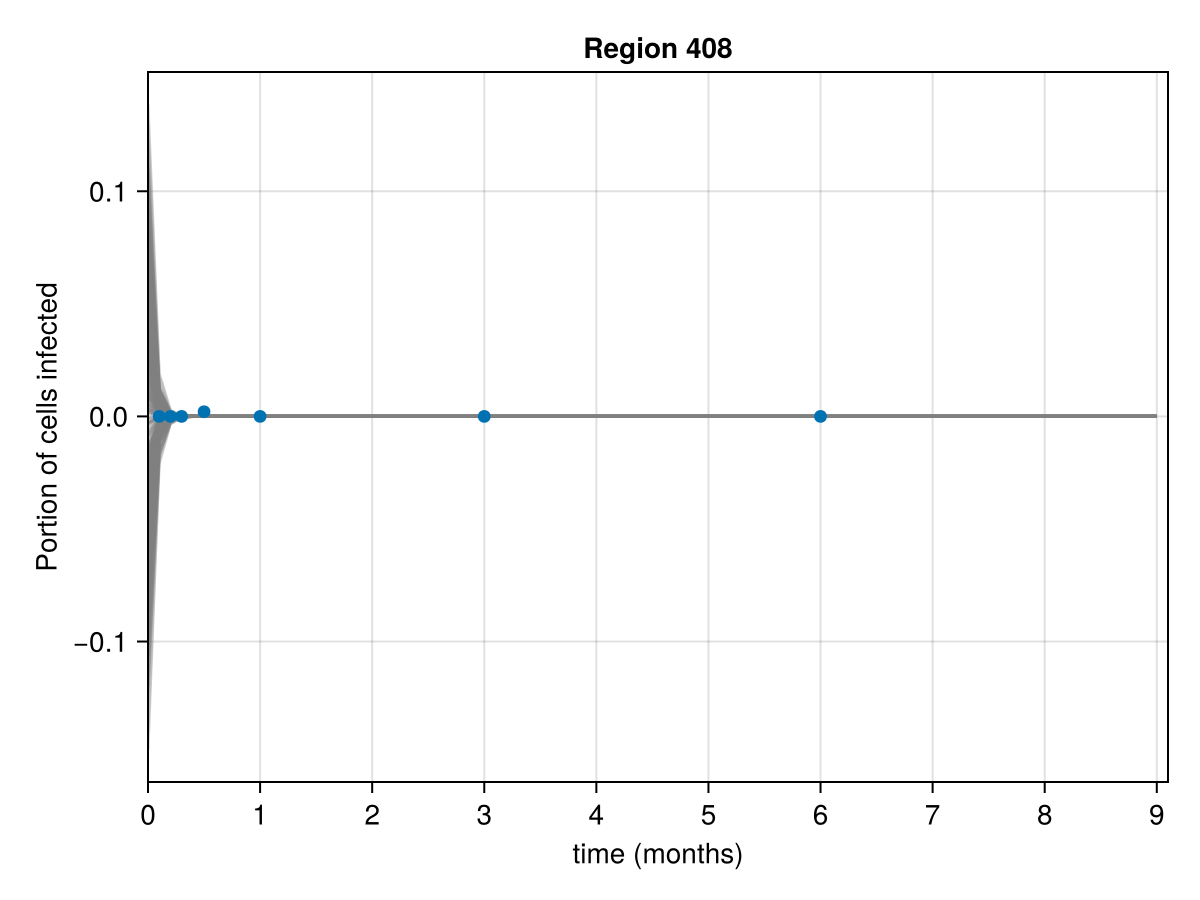 Region 408
Portion of cells infected
0.1
0.0
−0.1
0 1 2 3 4 5 6 7 8 9
time (months)